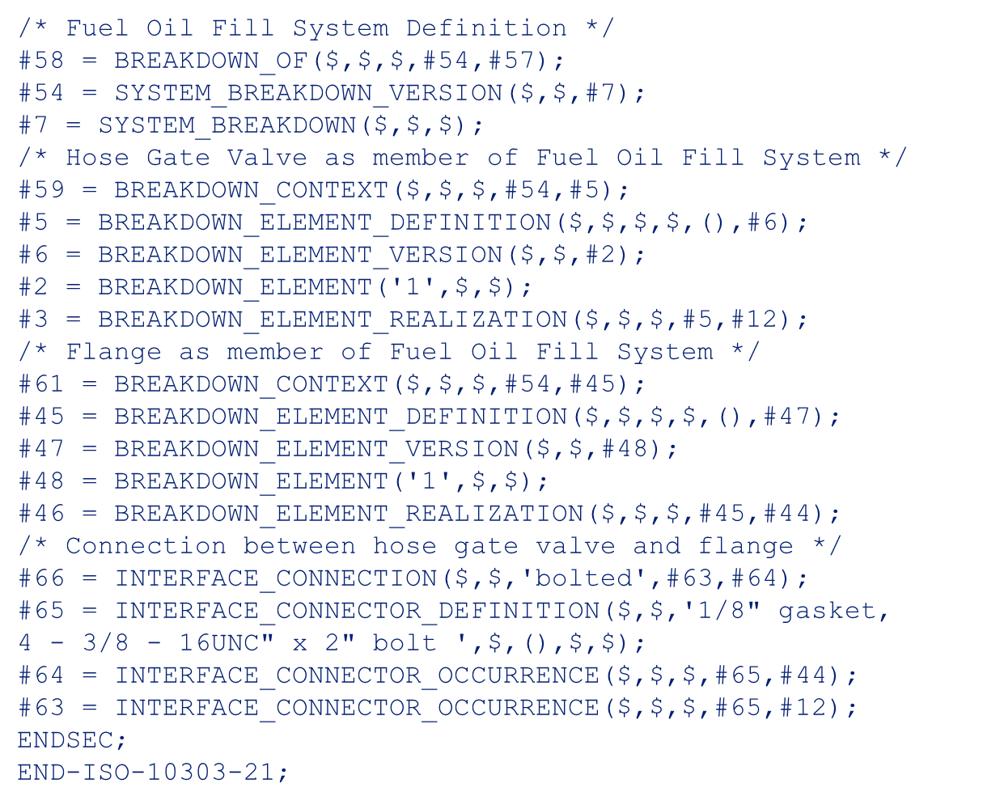 /* Fuel Oil Fill System Definition */
#58 = BREAKDOWN_OF($,$,$,#54,#57);
#54 = SYSTEM_BREAKDOWN_VERSION($,$,#7);
#7 = SYSTEM_BREAKDOWN($,$,$);
/* Hose Gate Valve as member of Fuel Oil Fill System */
#59 = BREAKDOWN_CONTEXT($,$,$,#54,#5);
#5 = BREAKDOWN_ELEMENT_DEFINITION($,$,$,$,(),#6);
#6 = BREAKDOWN_ELEMENT_VERSION($,$,#2);
#2 = BREAKDOWN_ELEMENT('1',$,$);
#3 = BREAKDOWN_ELEMENT_REALIZATION($,$,$,#5,#12);
/* Flange as member of Fuel Oil Fill System */
#61 = BREAKDOWN_CONTEXT($,$,$,#54,#45);
#45 = BREAKDOWN_ELEMENT_DEFINITION($,$,$,$,(),#47);
#47 = BREAKDOWN_ELEMENT_VERSION($,$,#48);
#48 = BREAKDOWN_ELEMENT('1',$,$);
#46 = BREAKDOWN_ELEMENT_REALIZATION($,$,$,#45,#44);
/* Connection between hose gate valve and flange */
#66 = INTERFACE_CONNECTION($,$,'bolted',#63,#64);
#65 = INTERFACE_CONNECTOR_DEFINITION($,$,'1/8" gasket,
4 - 3/8 - 16UNC" x 2" bolt ',$,(),$,$);
#64 = INTERFACE_CONNECTOR_OCCURRENCE($,$,$,#65,#44);
#63 = INTERFACE_CONNECTOR_OCCURRENCE($,$,$,#65,#12);
ENDSEC;
END-ISO-10303-21;